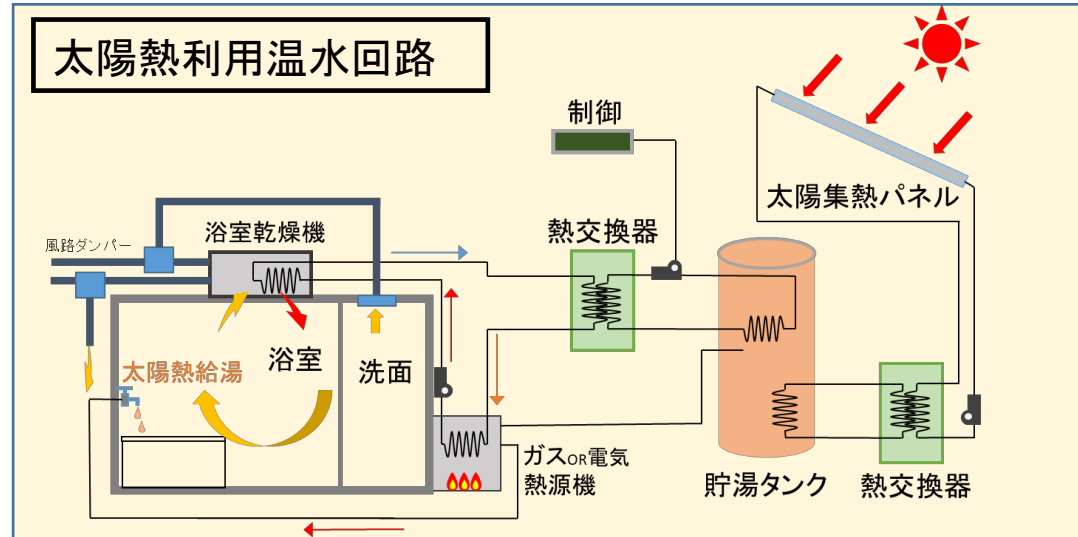 太陽熱利用温水回路
制御
太陽集熱パネル
風路ダンパー
浴室乾燥機
熱交換器
太陽熱給湯
浴室
洗面
ガスOR電気
熱源機
貯湯タンク
熱交換器